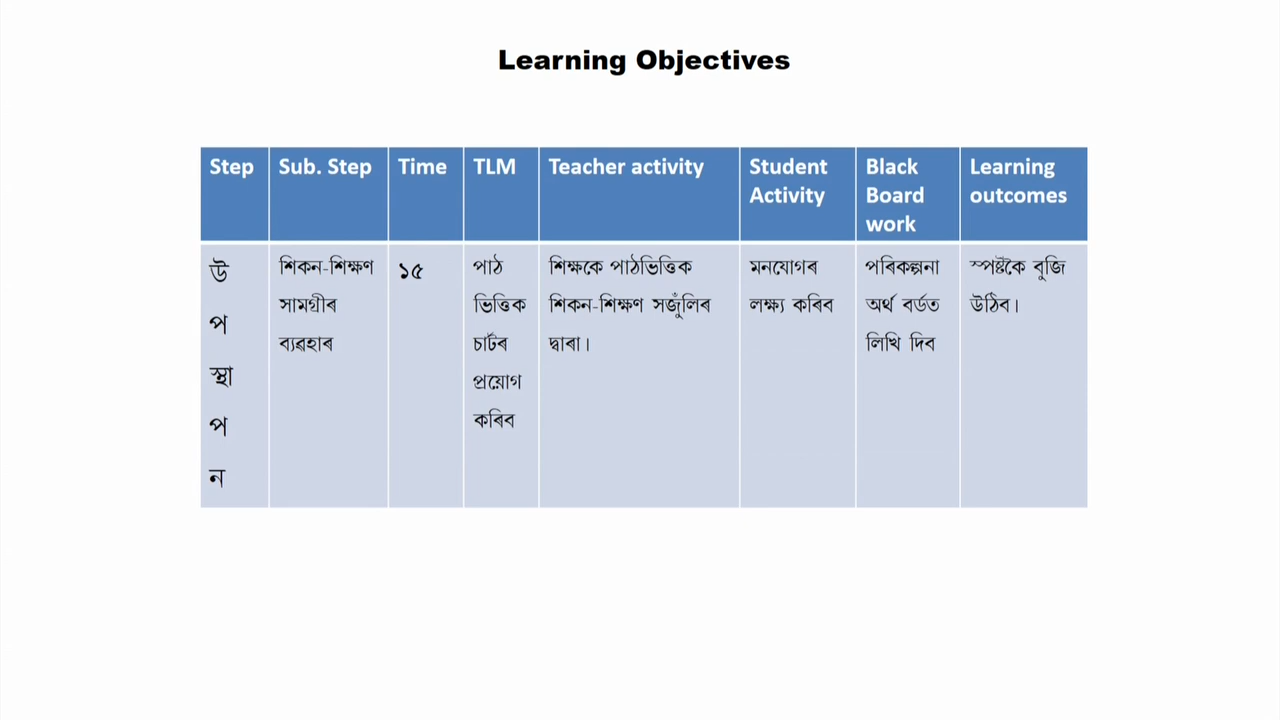 Learning Objectives
Step
Sub. Step
Time
TLM
Teacher activity
Student
Activity
Black
Board
work
Learning
outcomes
উ
প
স্থা
প
ন
শিকন-শিক্ষণ
সামগ্ৰীৰ
ব্যৱহাৰ
১৫
পাঠ
ভিত্তিক
চাৰ্টৰ
প্ৰয়োগ
কৰিব
শিক্ষকে পাঠভিত্তিক
শিকন-শিক্ষণ সজুঁলিৰ
দ্বাৰা।
মনযোগৰ
লক্ষ্য কৰিব
পৰিকল্পনা
অৰ্থ বৰ্ডত
লিখি দিব
স্পষ্টকৈ বুজি
উঠিব।